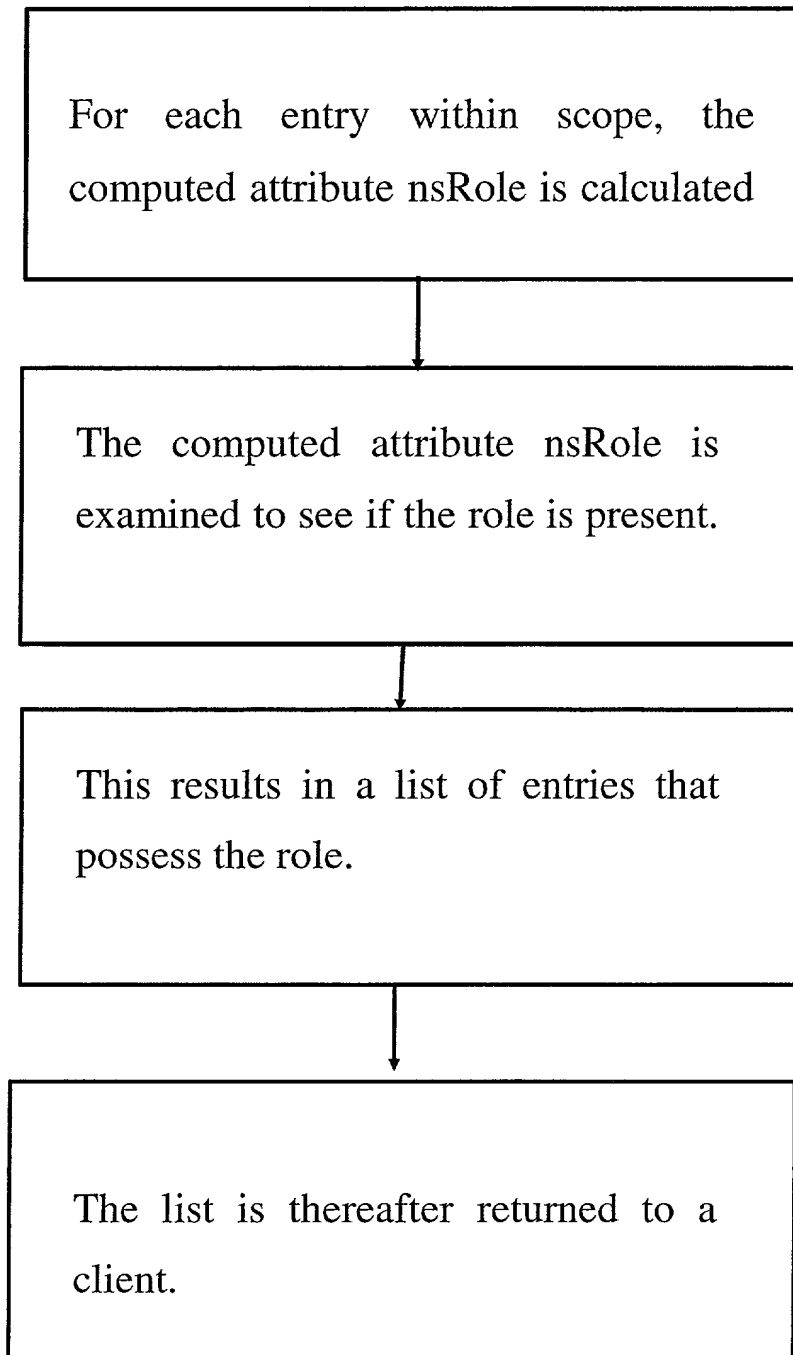 For each entry within scope, the
computed attribute nsRole is calculated
The computed attribute nsRole is
examined to see if the role is present.
This results in a list of entries that
possess the role.
The list is thereafter returned to a
client.